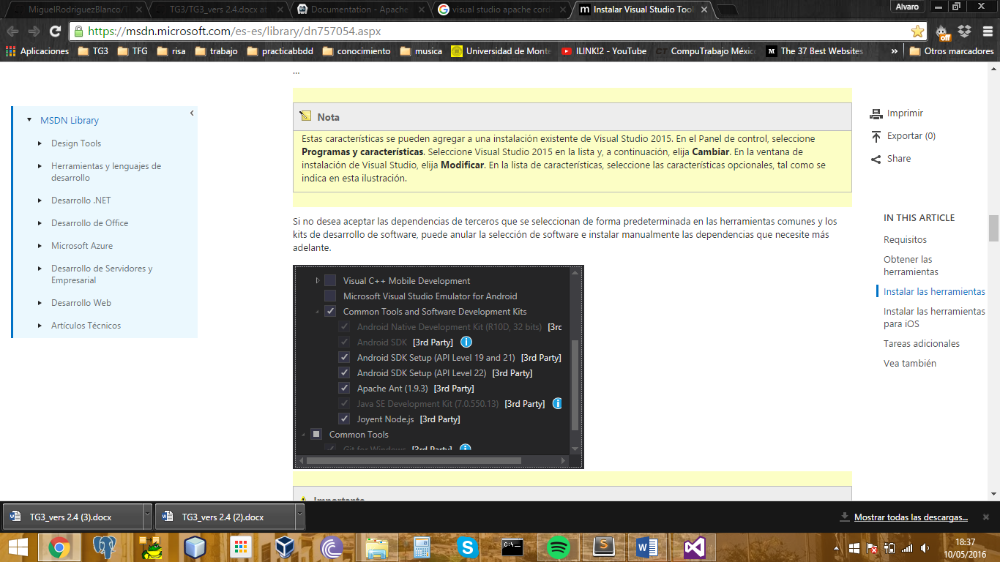 MiguelRodriguezBlanco/T
TG3/TG3_vers 2.4.docx at
Documentation - Apache
visual studio apache cord
Instalar Visual Studio Tool
Alvaro
https://msdn.microsoft.com/es-es/library/dn757054.aspx
off
Aplicaciones
TG3
TFG
risa
trabajo
practicabbdd
conocimiento
musica
Universidad de Monte
ILINK!2 - YouTube
CompuTrabajo Méxic
The 37 Best Websites
»
Otros marcadores
...
MSDN Library
Design Tools
Herramientas y lenguajes de
desarrollo
Desarrollo .NET
Desarrollo de Office
Microsoft Azure
Desarrollo de Servidores y
Empresarial
Desarrollo Web
Artículos Técnicos
Nota
Estas características se pueden agregar a una instalación existente de Visual Studio 2015. En el Panel de control, seleccione
Programas y características. Seleccione Visual Studio 2015 en la lista y, a continuación, elija Cambiar. En la ventana de
instalación de Visual Studio, elija Modificar. En la lista de características, seleccione las características opcionales, tal como se
indica en esta ilustración.
Si no desea aceptar las dependencias de terceros que se seleccionan de forma predeterminada en las herramientas comunes y los
kits de desarrollo de software, puede anular la selección de software e instalar manualmente las dependencias que necesite más
adelante.
Visual C++ Mobile Development
Microsoft Visual Studio Emulator for Android
Common Tools and Software Development Kits
Android Native Development Kit (R10D, 32 bits) [3rc
Android SDK [3rd Party]
Android SDK Setup (API Level 19 and 21) [3rd Party]
Android SDK Setup (API Level 22) [3rd Party]
Apache Ant (1.9.3) [3rd Party]
Java SE Development Kit (7.0.550.13) [3rd Party]
Joyent Node.js [3rd Party]
Common Tools
Git for Windows [3rd Party]
Importante
Imprimir
Exportar (0)
Share
IN THIS ARTICLE
Requisitos
Obtener las
herramientas
Instalar las herramientas
Instalar las herramientas
para iOS
Tareas adicionales
Vea también
TG3_vers 2.4 (3).docx
TG3_vers 2.4 (2).docx
Mostrar todas las descargas...
18:37
10/05/2016